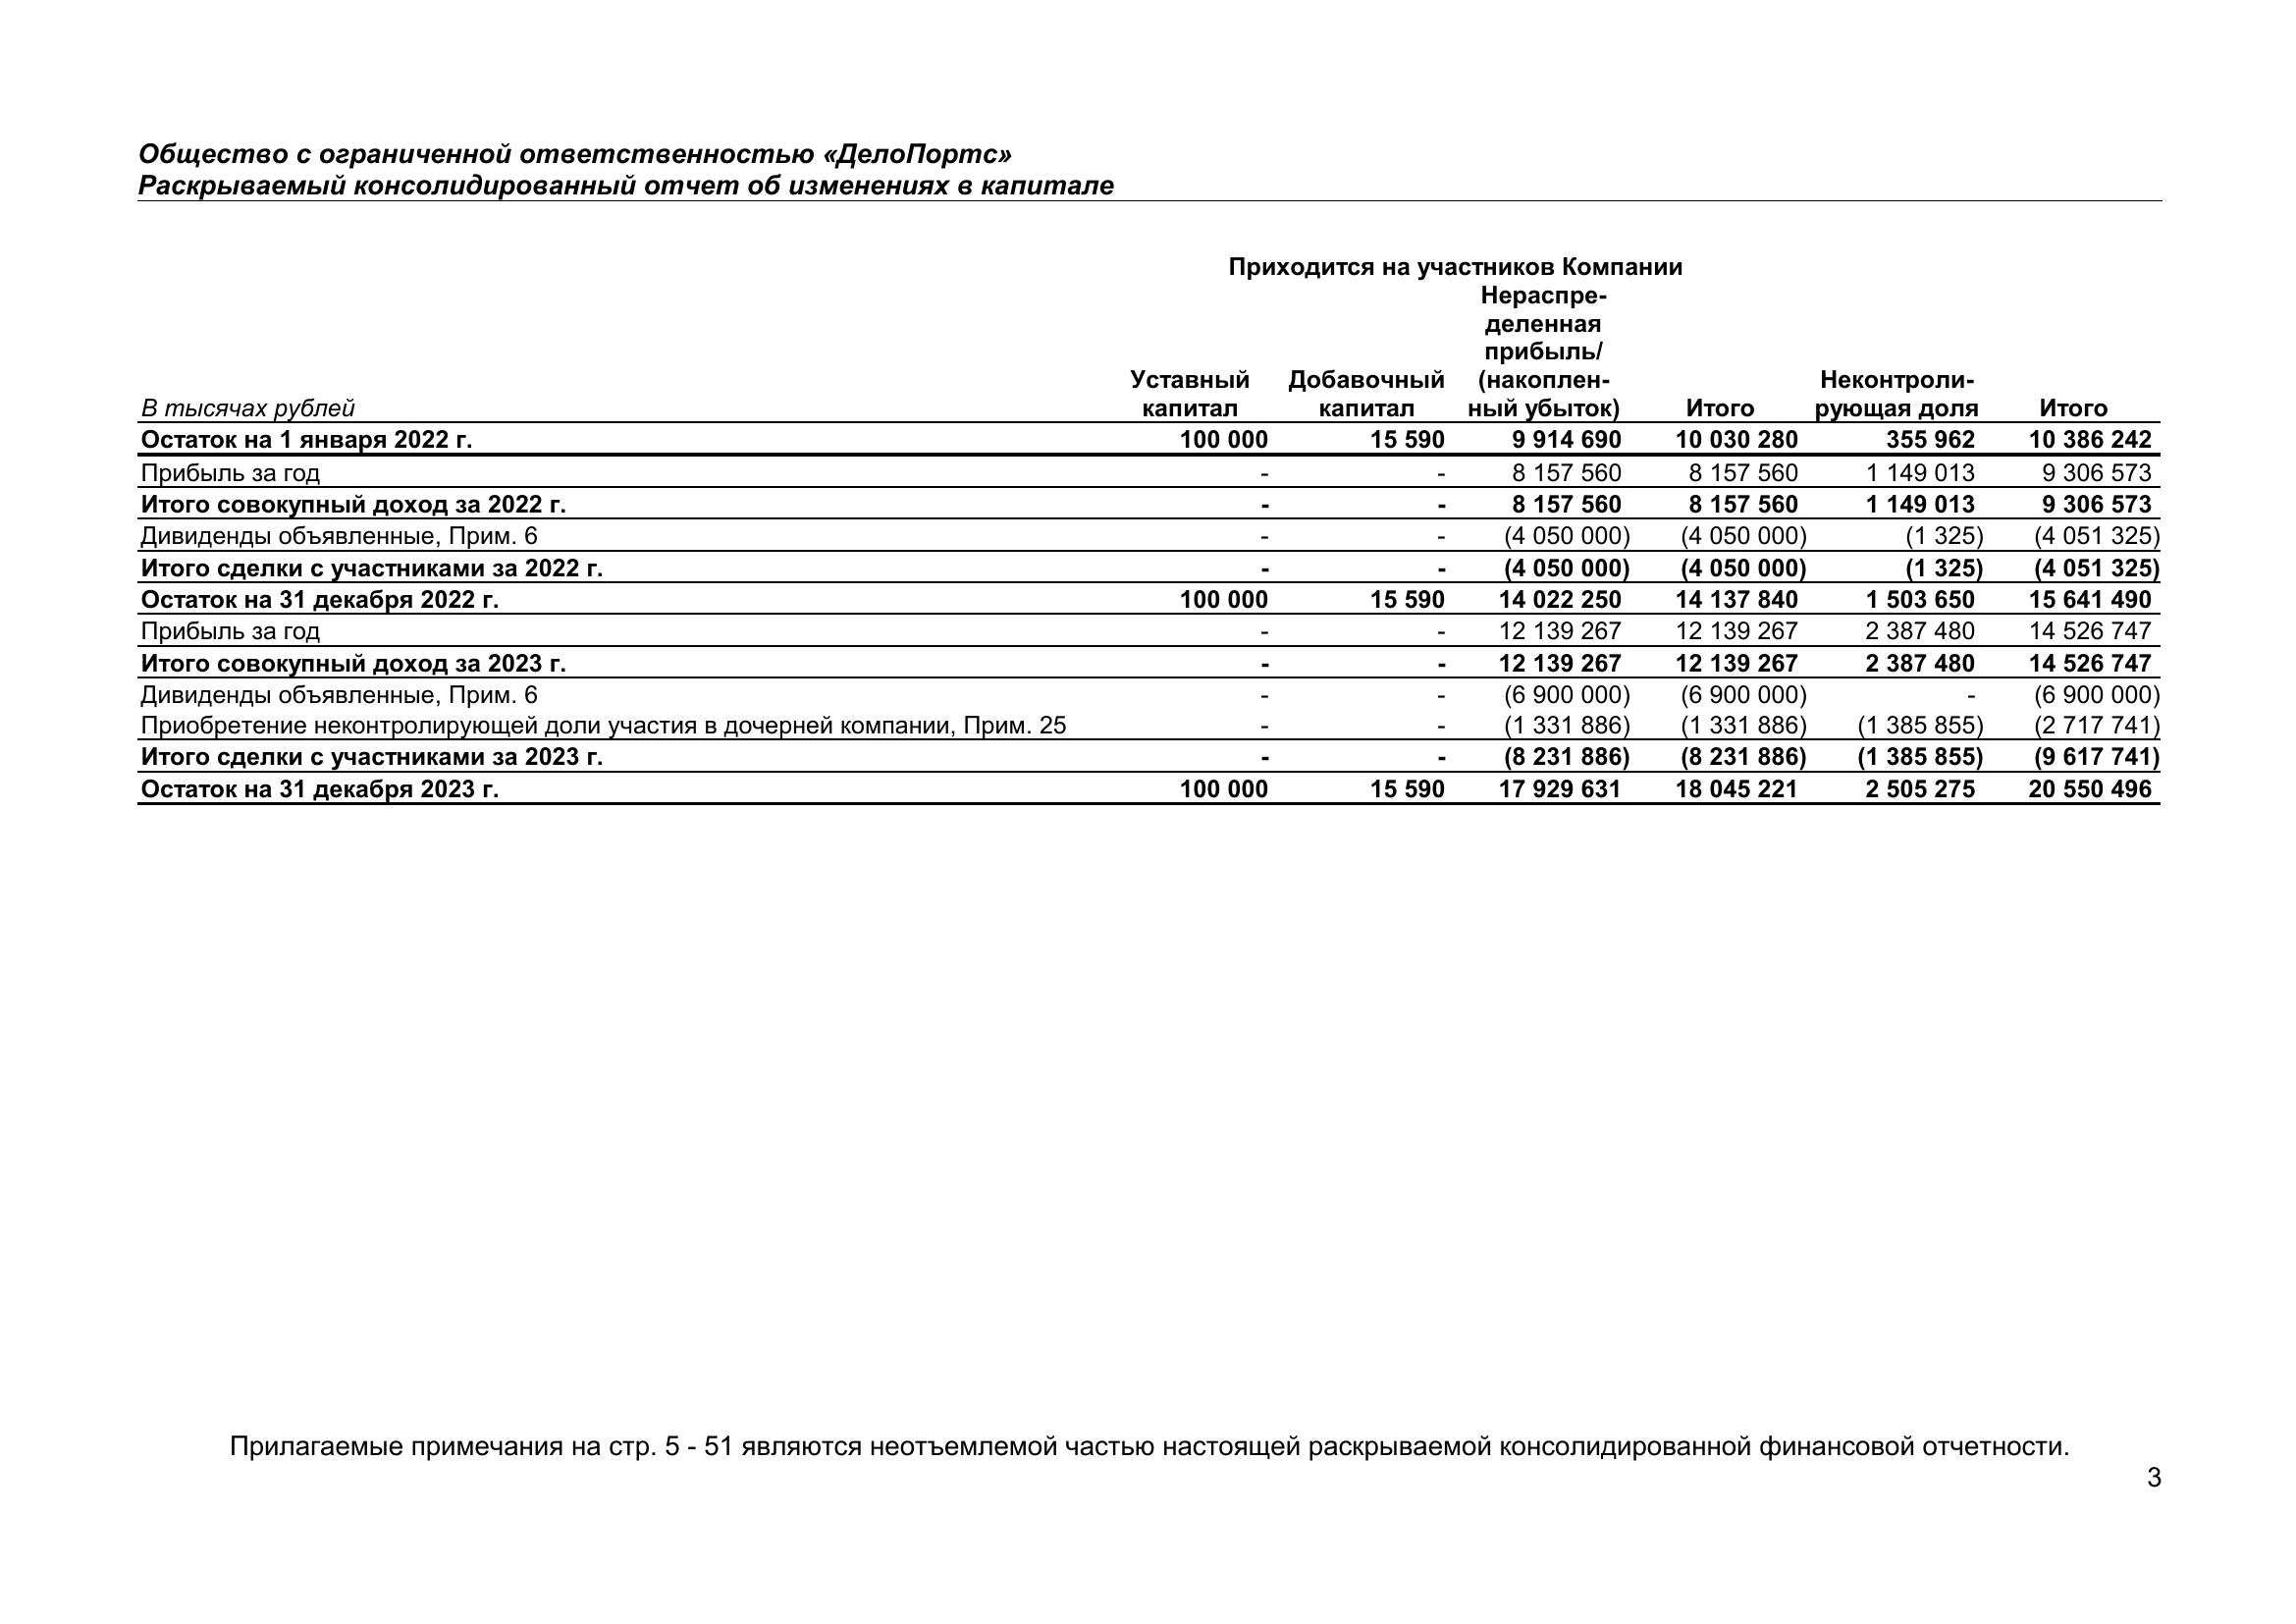 Общество с ограниченной ответственностью «ДелоПортс»
Раскрываемый консолидированный отчет об изменениях в капитале
Приходится на участников Компании
Нераспре-
деленная
прибыль/
Уставный Добавочный (накоплен- Неконтроли-
В тысячах рублей капитал капитал ный убыток) Итого рующая доля Итого
Остаток на 1 января 2022 г. 100 000 15 590 9 914 690 10 030 280 355 962 10 386 242
Прибыль за год - - 8 157 560 8 157 560 1 149 013 9 306 573
Итого совокупный доход за 2022 г. - - 8 157 560 8 157 560 1 149 013 9 306 573
Дивиденды объявленные, Прим. 6 - - (4 050 000) (4 050 000) (1 325) (4 051 325)
Итого сделки с участниками за 2022 г. - - (4 050 000) (4 050 000) (1 325) (4 051 325)
Остаток на 31 декабря 2022 г. 100 000 15 590 14 022 250 14 137 840 1 503 650 15 641 490
Прибыль за год - - 12 139 267 12 139 267 2 387 480 14 526 747
Итого совокупный доход за 2023 г. - - 12 139 267 12 139 267 2 387 480 14 526 747
Дивиденды объявленные, Прим. 6 - - (6 900 000) (6 900 000) - (6 900 000)
Приобретение неконтролирующей доли участия в дочерней компании, Прим. 25 - - (1 331 886) (1 331 886) (1 385 855) (2 717 741)
Итого сделки с участниками за 2023 г. - - (8 231 886) (8 231 886) (1 385 855) (9 617 741)
Остаток на 31 декабря 2023 г. 100 000 15 590 17 929 631 18 045 221 2 505 275 20 550 496
Прилагаемые примечания на стр. 5 - 51 являются неотъемлемой частью настоящей раскрываемой консолидированной финансовой отчетности.
3